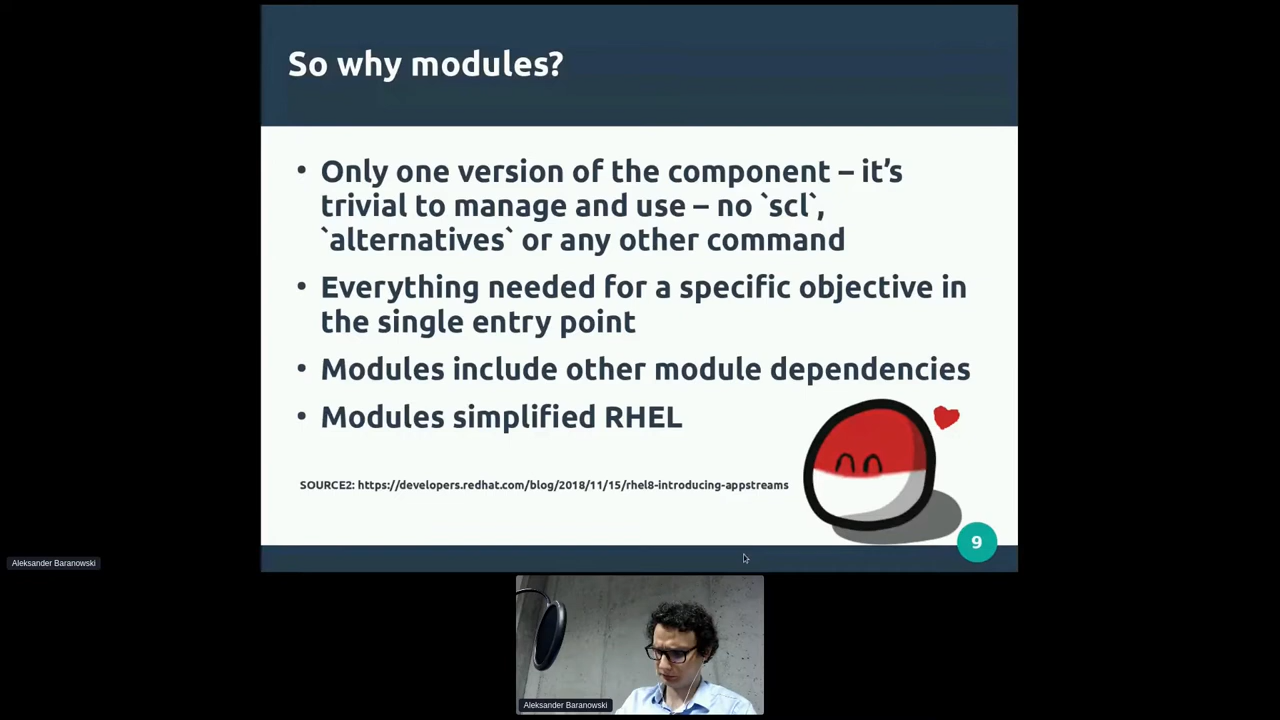 So why modules?
• Only one version of the component – it's
trivial to manage and use – no `scl`,
`alternatives` or any other command
• Everything needed for a specific objective in
the single entry point
• Modules include other module dependencies
• Modules simplified RHEL
SOURCE2: https://developers.redhat.com/blog/2018/11/15/rhel8-introducing-appstreams
9
Aleksander Baranowski
Aleksander Baranowski